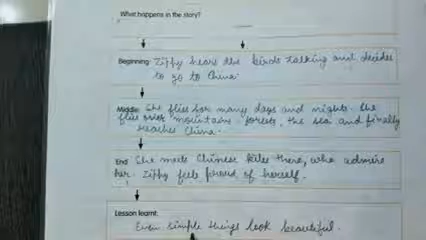 What happens in the story?
Beginning: Zippy hears the birds talking and decides
to go to China.
Middle: She flies for many days and nights. She
flies over mountains, forests, the sea and finally
reaches China.
End: She meets Chinese kites there, who admire
her. Zippy feels proud of herself.
Lesson learnt:
Even simple things look beautiful.